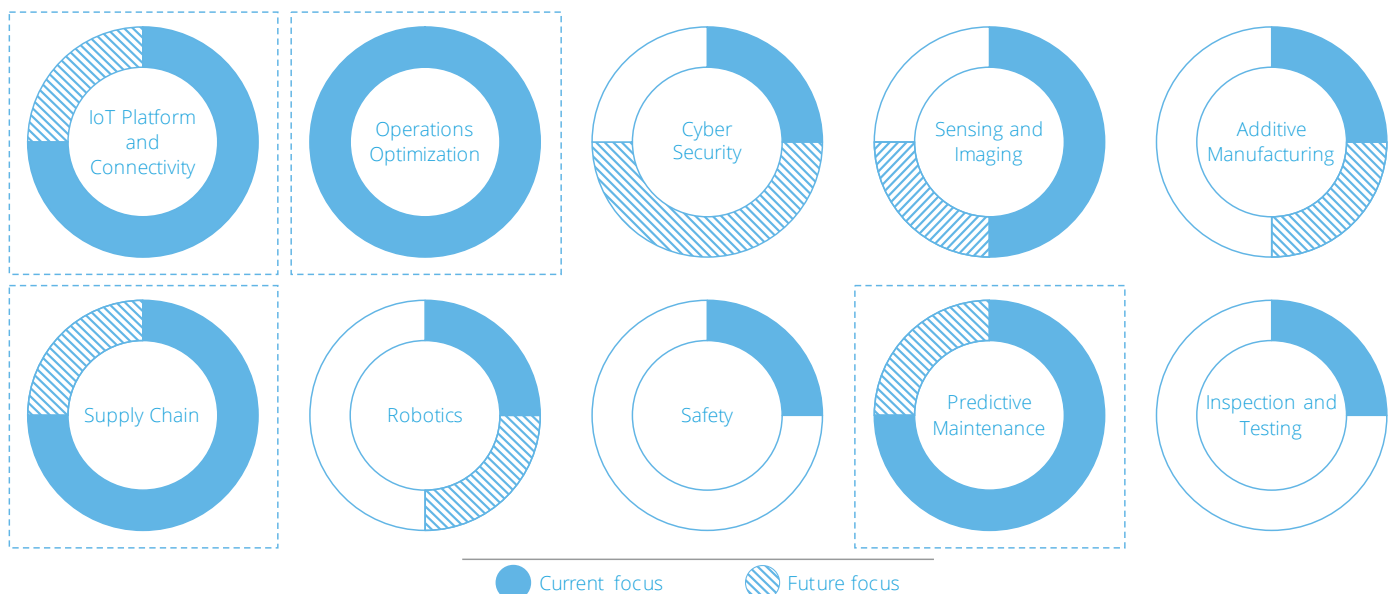 IoT Platform
and
Connectivity
Operations
Optimization
Cyber
Security
Sensing and
Imaging
Additive
Manufacturing
Supply Chain
Robotics
Safety
Predictive
Maintenance
Inspection and
Testing
Current focus
Future focus